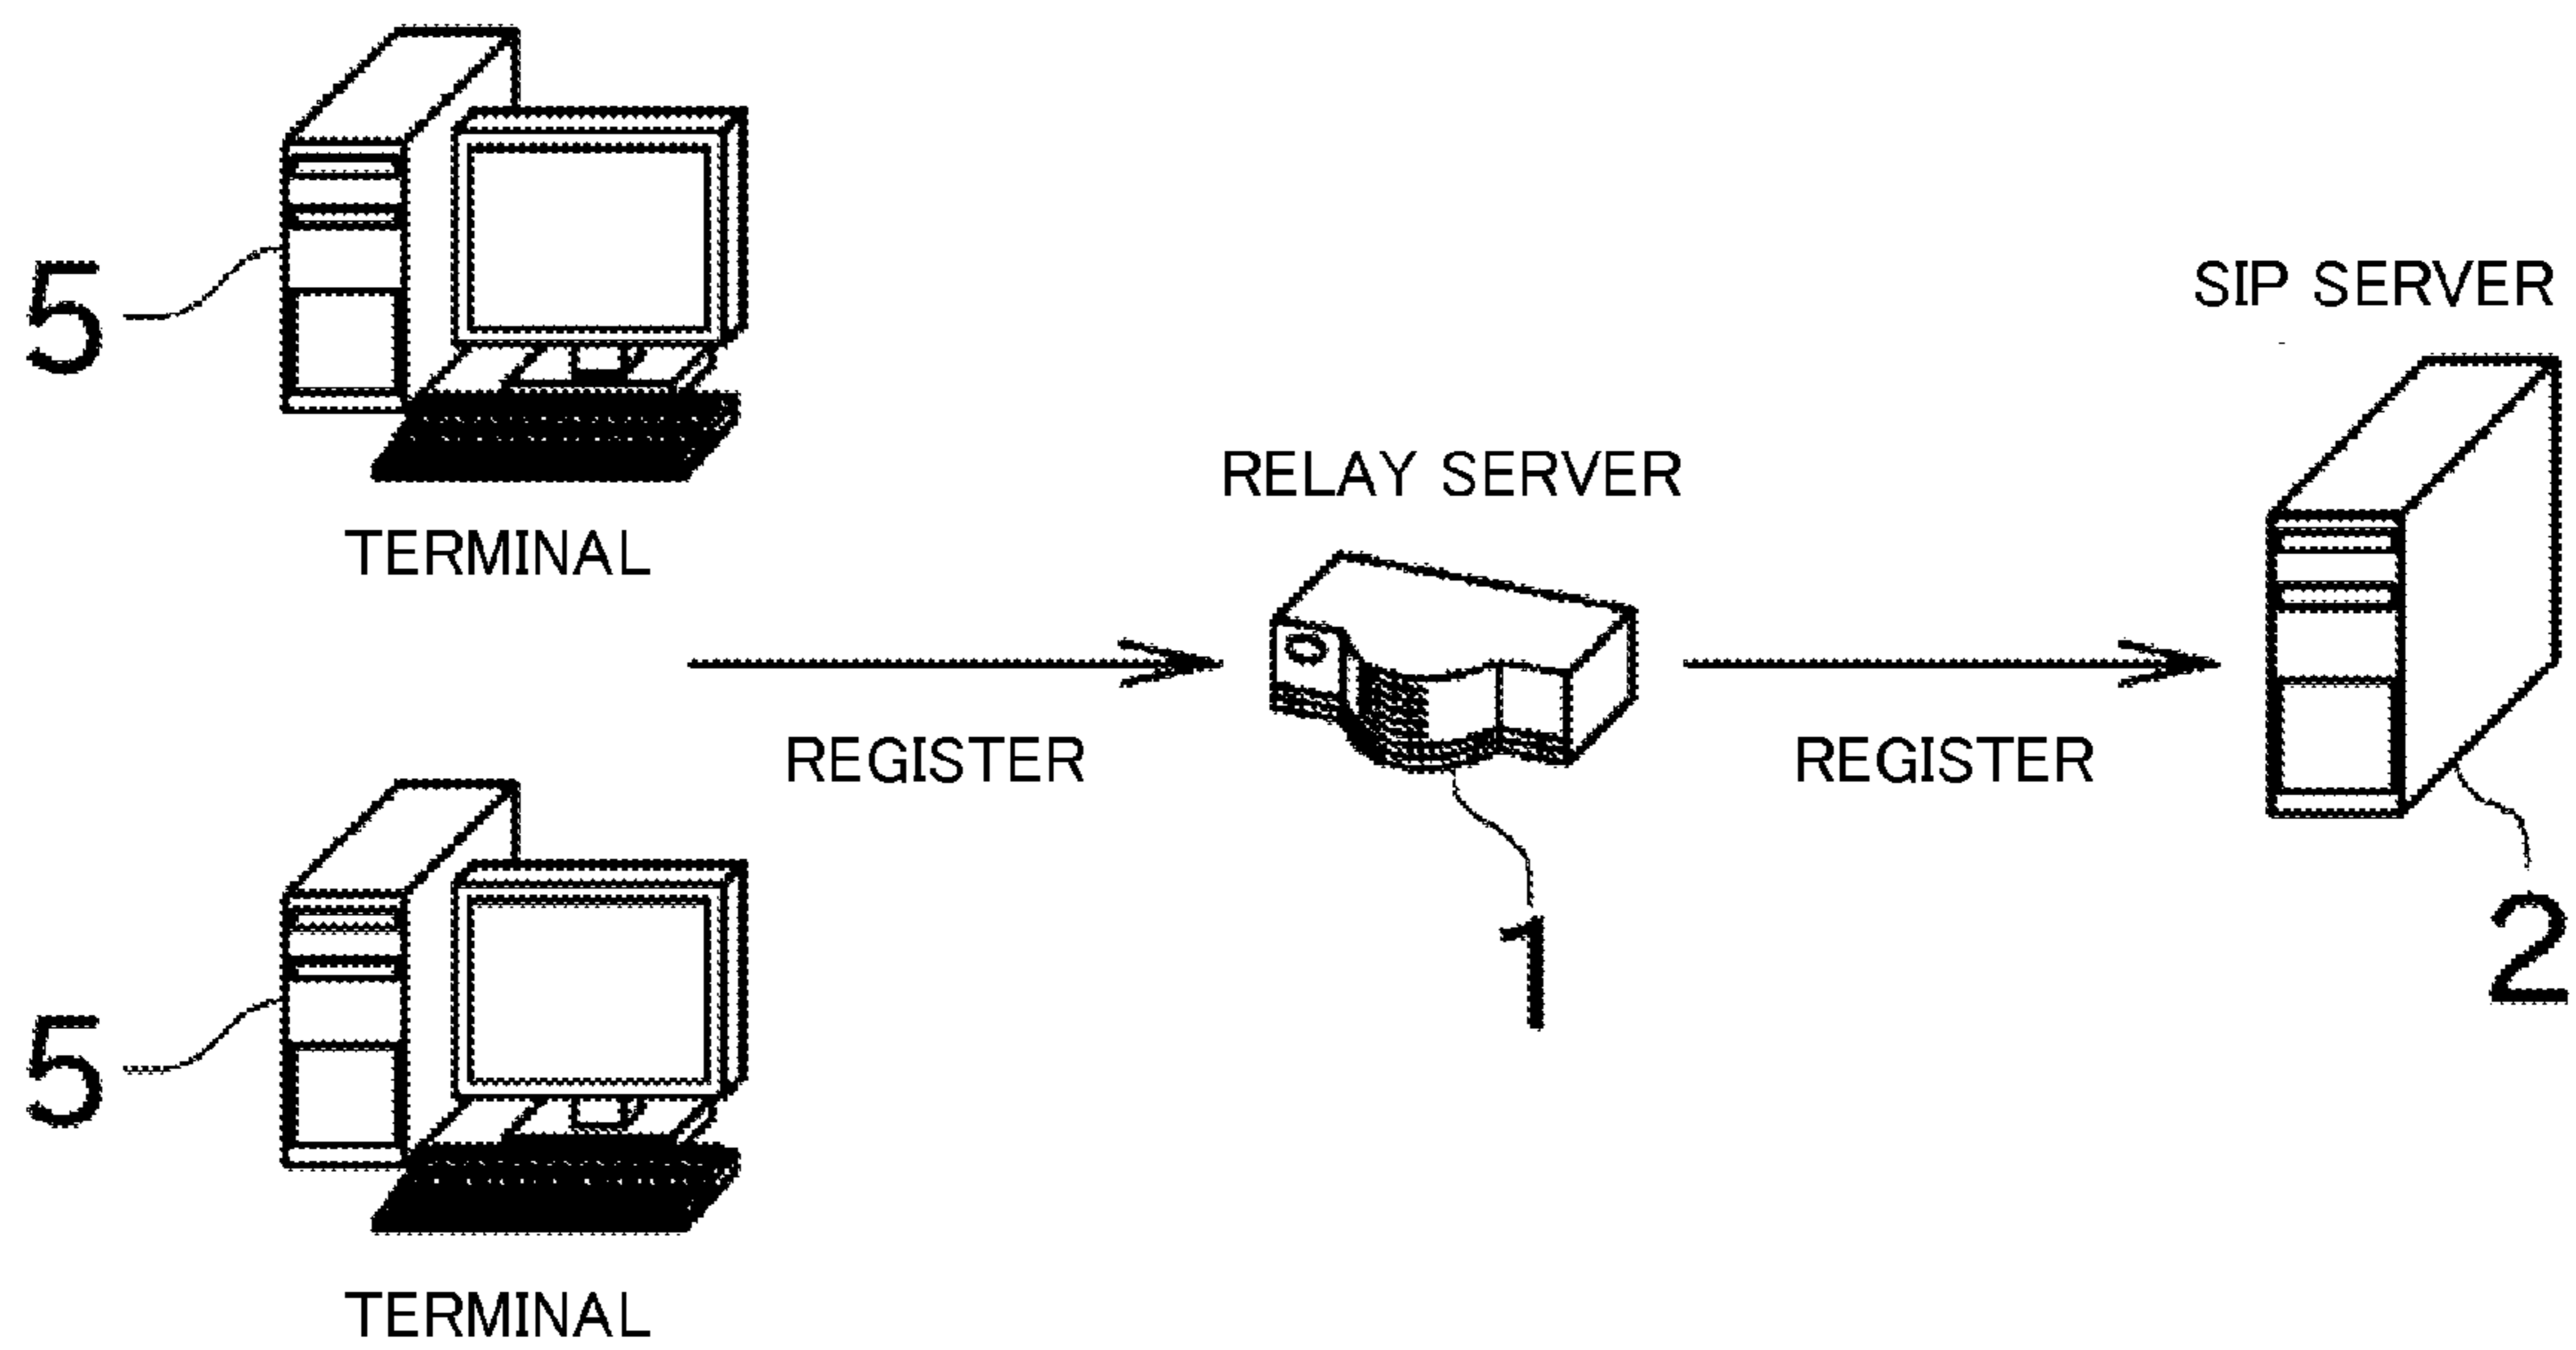 5
TERMINAL
SIP SERVER
RELAY SERVER
REGISTER
REGISTER
1
2
5
TERMINAL